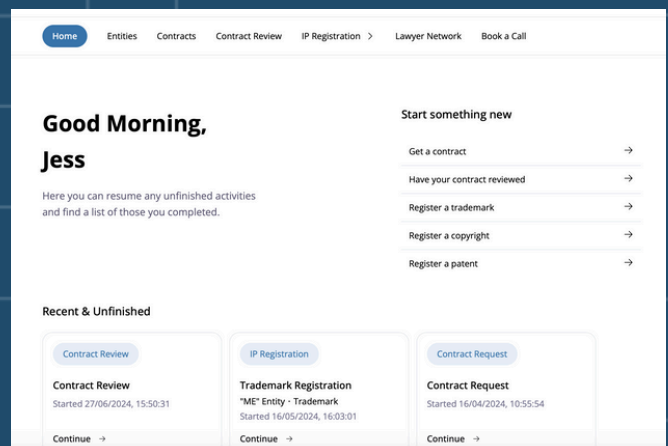 Home Entities Contracts Contract Review IP Registration Lawyer Network Book a Call
Good Morning,
Jess
Here you can resume any unfinished activities
and find a list of those you completed.
Start something new
Get a contract
Have your contract reviewed
Register a trademark
Register a copyright
Register a patent
Recent & Unfinished
Contract Review
Contract Review
Started 27/06/2024, 15:50:31
Continue
IP Registration
Trademark Registration
"ME" Entity · Trademark
Started 16/05/2024, 16:03:01
Continue
Contract Request
Contract Request
Started 16/04/2024, 10:55:54
Continue